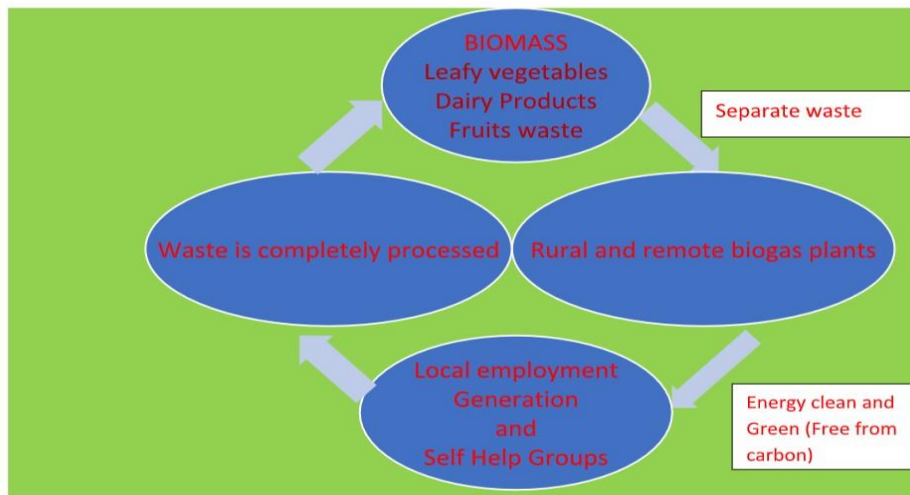 BIOMASS
Leafy vegetables
Dairy Products
Fruits waste
Separate waste
Waste is completely processed
Rural and remote biogas plants
Local employment
Generation
and
Self Help Groups
Energy clean and
Green (Free from
carbon)